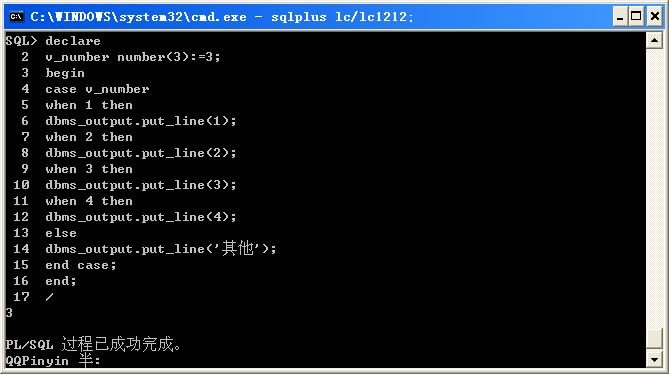 C:\WINDOWS\system32\cmd.exe - sqlplus lc/lc1212;
SQL> declare
2 v_number number(3):=3;
3 begin
4 case v_number
5 when 1 then
6 dbms_output.put_line(1);
7 when 2 then
8 dbms_output.put_line(2);
9 when 3 then
10 dbms_output.put_line(3);
11 when 4 then
12 dbms_output.put_line(4);
13 else
14 dbms_output.put_line('其他');
15 end case;
16 end;
17 /
3
PL/SQL 过程已成功完成。
QQPinyin 半: